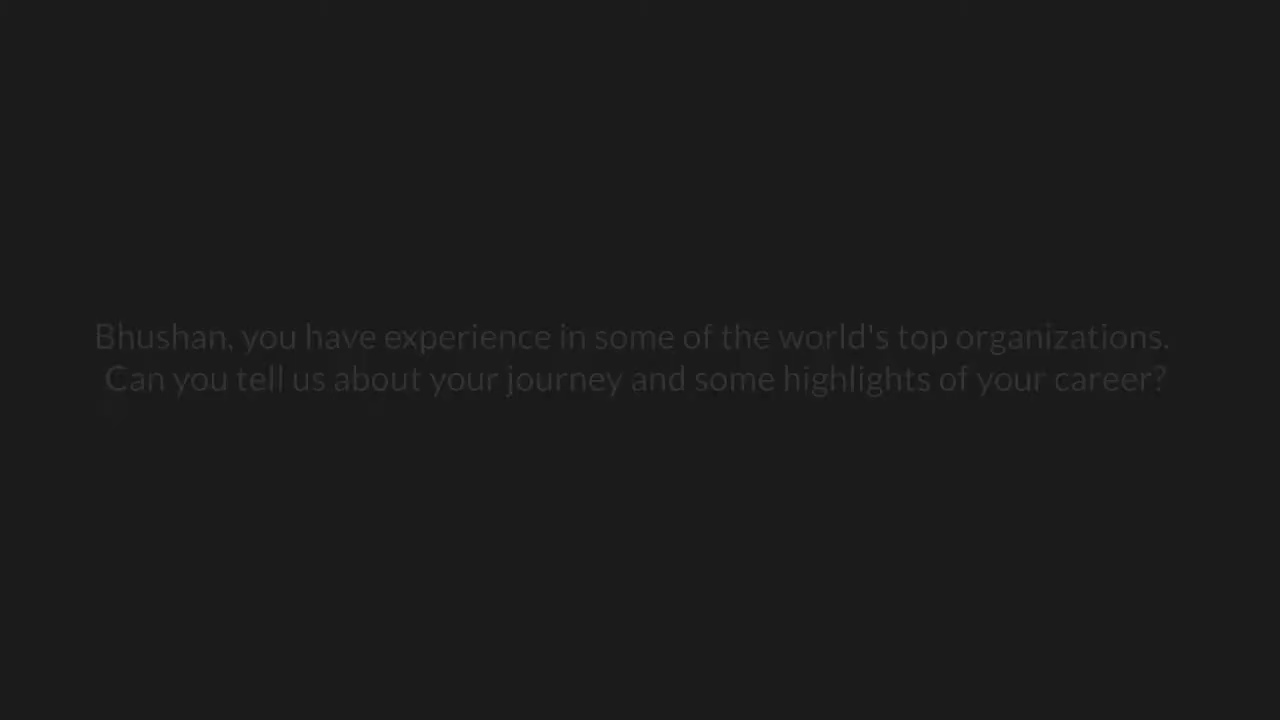 Bhushan, you have experience in some of the world's top organizations.
Can you tell us about your journey and some highlights of your career?